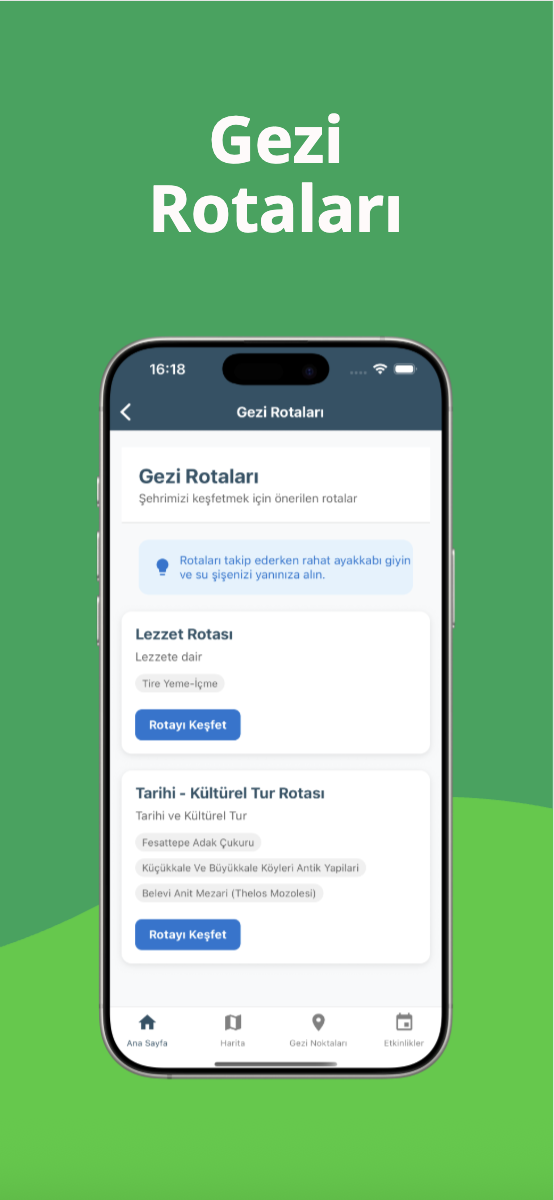 Gezi
Rotaları
16:18
Gezi Rotaları
Gezi Rotaları
Şehrimizi keşfetmek için önerilen rotalar
Rotaları takip ederken rahat ayakkabı giyin
ve su şişenizi yanınıza alın.
Lezzet Rotası
Lezzete dair
Tire Yeme-İçme
Rotayı Keşfet
Tarihi - Kültürel Tur Rotası
Tarihi ve Kültürel Tur
Fesattepe Adak Çukuru
Küçükkale Ve Büyükkale Köyleri Antik Yapilari
Belevi Anit Mezari (Thelos Mozolesi)
Rotayı Keşfet
Ana Sayfa
Harita
Gezi Noktaları
Etkinlikler